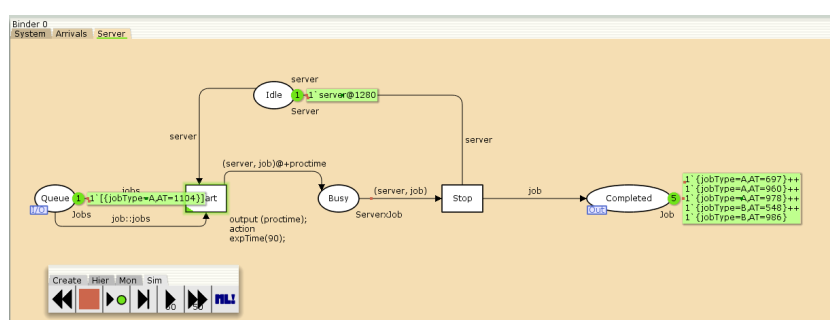 Binder 0
System Arrivals Server
server
Idle 1 1`server@1280
Server
server
server
(server, job)@+proctime
Queue 1 jobs 1`[{jobType=A,AT=1104}] art
I/O Jobs
job::jobs
output (proctime);
action
expTime(90);
Busy
ServerxJob
(server, job)
Stop
job
Completed 5
Out Job
1`{jobType=A,AT=697}++
1`{jobType=A,AT=960}++
1`{jobType=A,AT=978}++
1`{jobType=B,AT=548}++
1`{jobType=B,AT=986}
Create Hier Mon Sim
50 ML!